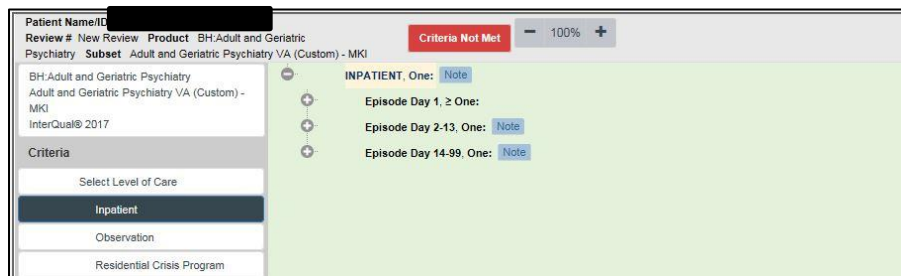 Patient Name/ID
Review # New Review Product BH:Adult and Geriatric
Psychiatry Subset Adult and Geriatric Psychiatry VA (Custom) - MKI
Criteria Not Met
− 100% +
BH:Adult and Geriatric Psychiatry
Adult and Geriatric Psychiatry VA (Custom) -
MKI
InterQual® 2017
Criteria
Select Level of Care
Inpatient
Observation
Residential Crisis Program
INPATIENT, One: Note
Episode Day 1, ≥ One:
Episode Day 2-13, One: Note
Episode Day 14-99, One: Note